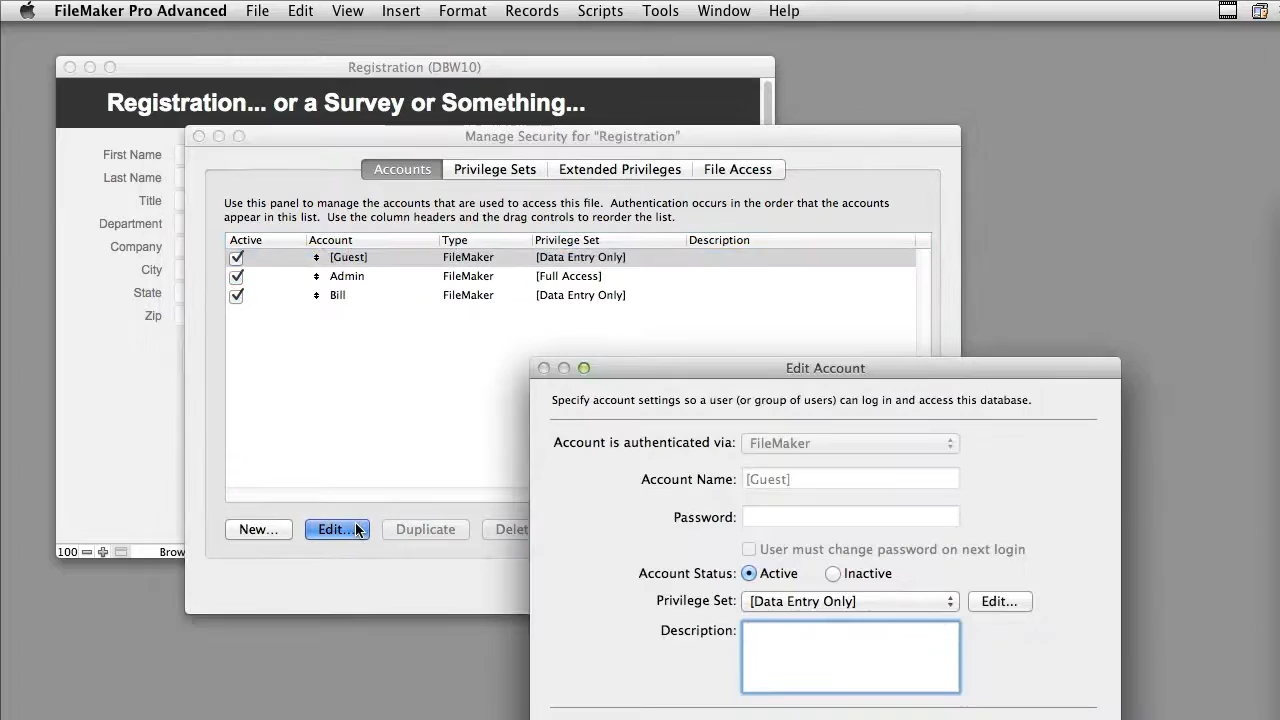 FileMaker Pro Advanced File Edit View Insert Format Records Scripts Tools Window Help
Registration (DBW10)
Registration... or a Survey or Something...
First Name
Last Name
Title
Department
Company
City
State
Zip
100
Brow
Manage Security for "Registration"
Accounts Privilege Sets Extended Privileges File Access
Use this panel to manage the accounts that are used to access this file. Authentication occurs in the order that the accounts
appear in this list. Use the column headers and the drag controls to reorder the list.
Active Account Type Privilege Set Description
[Guest] FileMaker [Data Entry Only]
Admin FileMaker [Full Access]
Bill FileMaker [Data Entry Only]
New... Edit... Duplicate Delet
Edit Account
Specify account settings so a user (or group of users) can log in and access this database.
Account is authenticated via: FileMaker
Account Name: [Guest]
Password:
User must change password on next login
Account Status: Active Inactive
Privilege Set: [Data Entry Only] Edit...
Description: